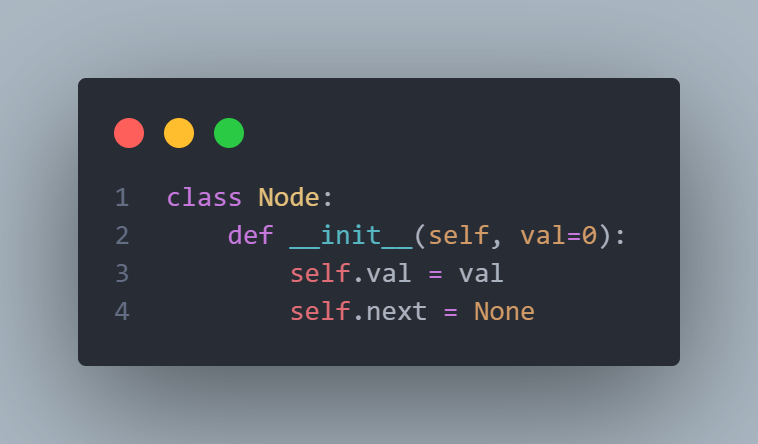 1 class Node:
2     def __init__(self, val=0):
3         self.val = val
4         self.next = None